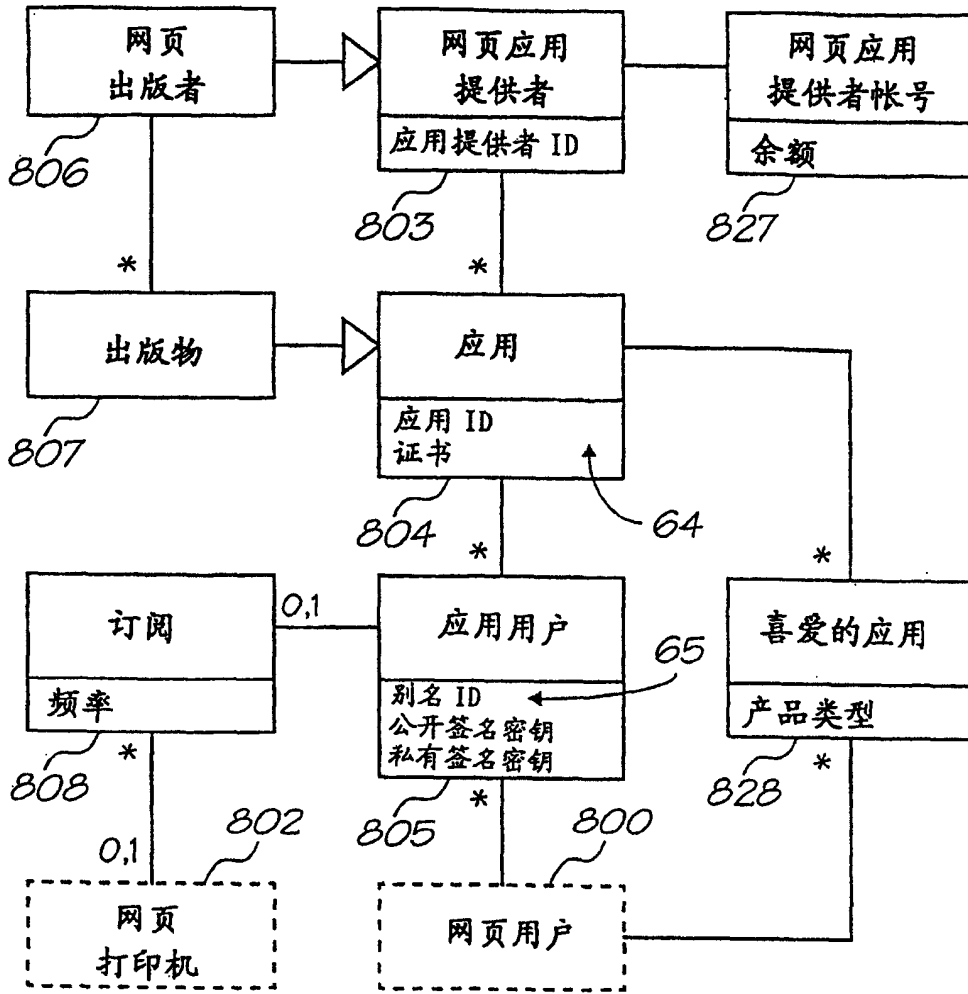 网页
出版者
806
网页应用
提供者
应用提供者 ID
803
网页应用
提供者帐号
余额
827
*
*
出版物
807
应用
应用 ID
证书
804
64
*
*
订阅
频率
808
0,1
应用用户
别名 ID
公开签名密钥
私有签名密钥
805
65
喜爱的应用
产品类型
828
*
*
*
802
800
0,1
网页
打印机
网页用户